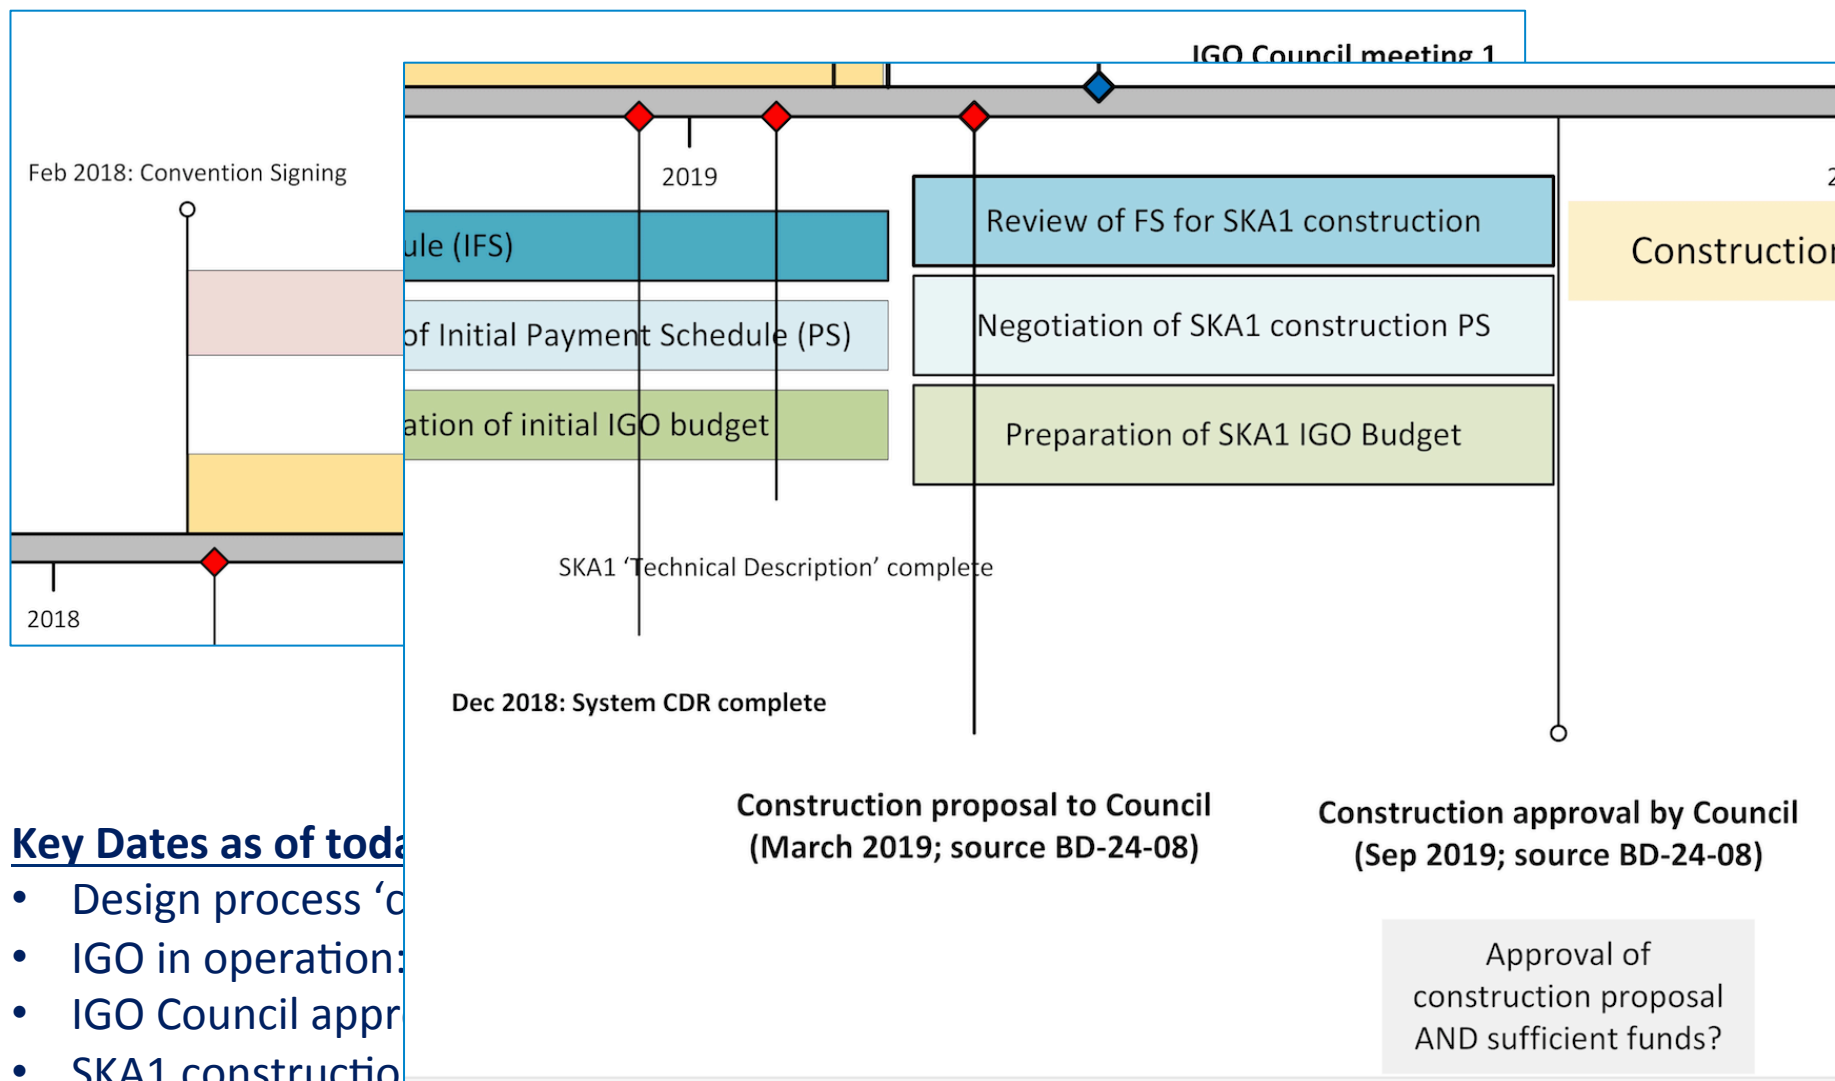 IGO Council meeting 1
Feb 2018: Convention Signing
2018
2019
ule (IFS)
of Initial Payment Schedule (PS)
ation of initial IGO budget
Review of FS for SKA1 construction
Negotiation of SKA1 construction PS
Preparation of SKA1 IGO Budget
2
Construction
SKA1 ‘Technical Description’ complete
Dec 2018: System CDR complete
Construction proposal to Council
(March 2019; source BD-24-08)
Construction approval by Council
(Sep 2019; source BD-24-08)
Approval of
construction proposal
AND sufficient funds?
Key Dates as of toda
• Design process ‘c
• IGO in operation:
• IGO Council appr
• SKA1 constructio